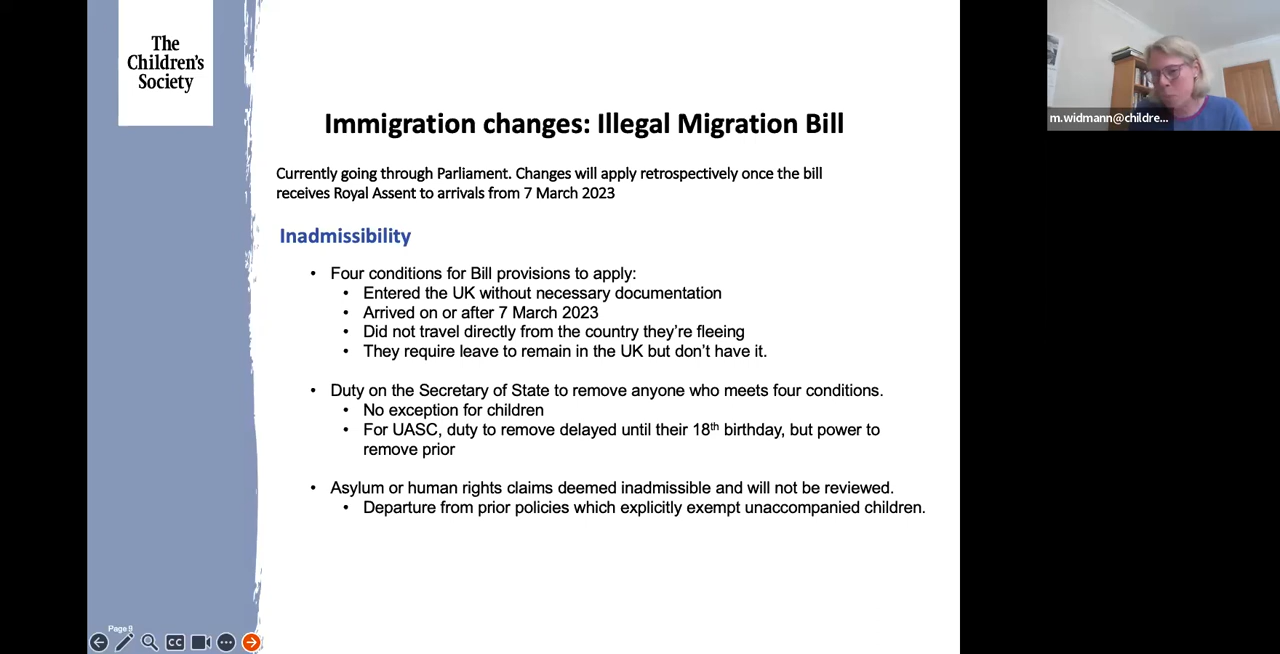 The
Children's
Society
Immigration changes: Illegal Migration Bill
Currently going through Parliament. Changes will apply retrospectively once the bill
receives Royal Assent to arrivals from 7 March 2023
Inadmissibility
• Four conditions for Bill provisions to apply:
• Entered the UK without necessary documentation
• Arrived on or after 7 March 2023
• Did not travel directly from the country they're fleeing
• They require leave to remain in the UK but don't have it.
• Duty on the Secretary of State to remove anyone who meets four conditions.
• No exception for children
• For UASC, duty to remove delayed until their 18th birthday, but power to
remove prior
• Asylum or human rights claims deemed inadmissible and will not be reviewed.
• Departure from prior policies which explicitly exempt unaccompanied children.
Page
CC
m.widmann@childre...